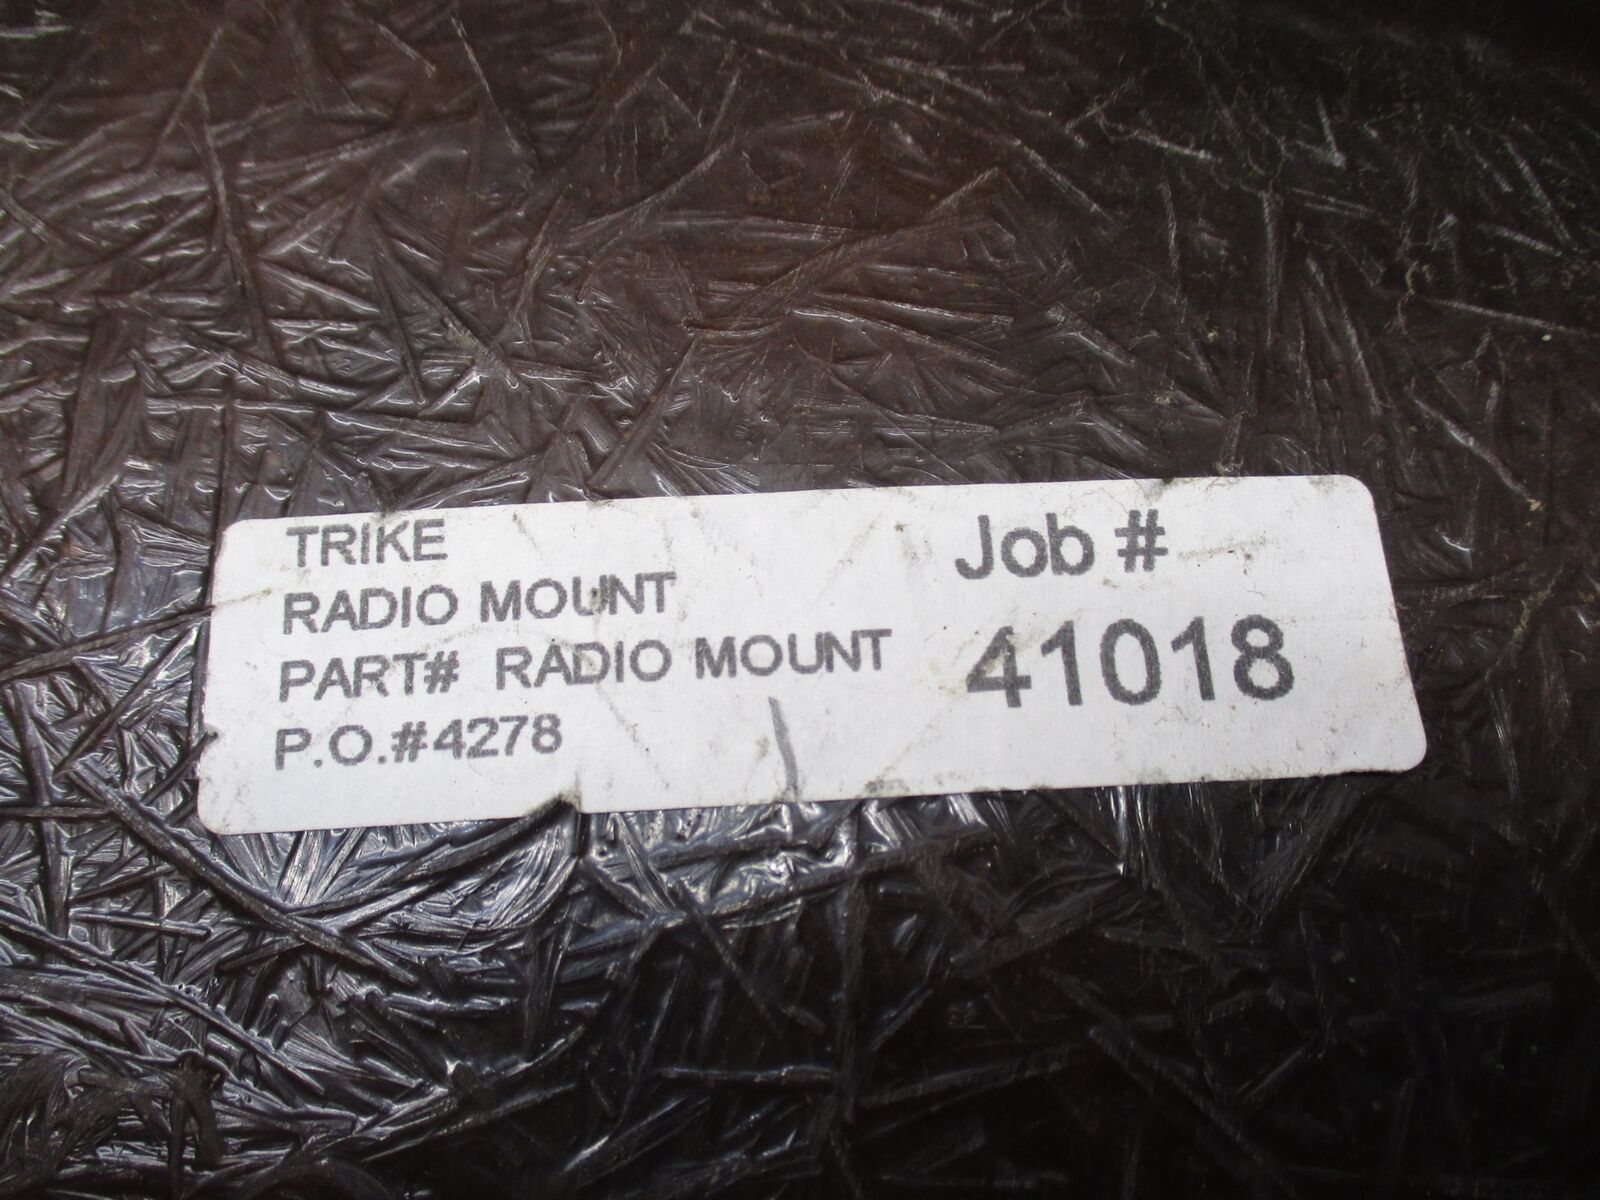 TRIKE
RADIO MOUNT
PART# RADIO MOUNT
P.O.#4278
Job #
41018